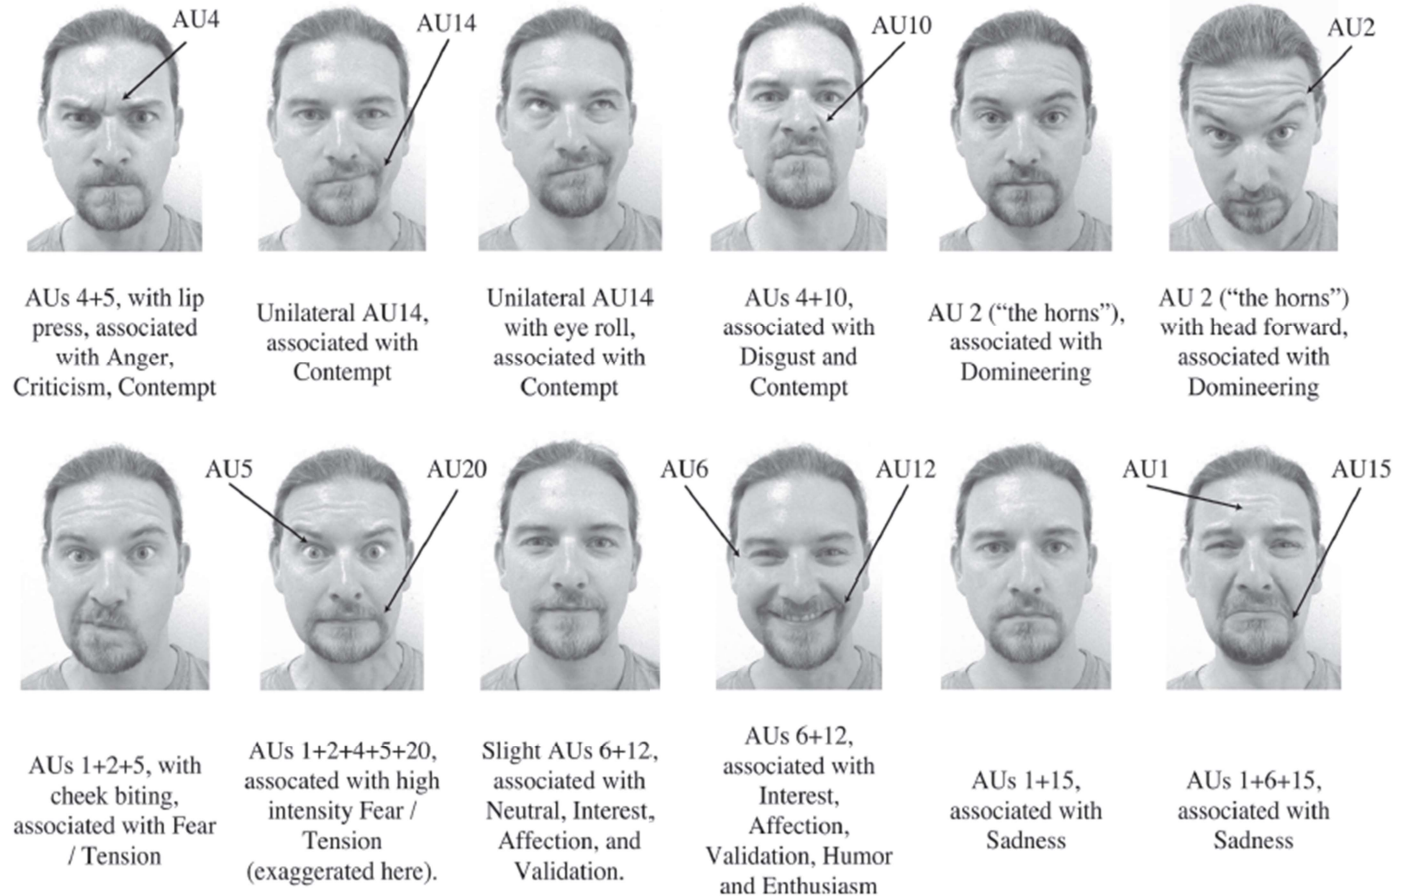 AU4
AU14
AU10
AU2
AUs 4+5, with lip
press, associated
with Anger,
Criticism, Contempt
Unilateral AU14,
associated with
Contempt
Unilateral AU14
with eye roll,
associated with
Contempt
AUs 4+10,
associated with
Disgust and
Contempt
AU 2 (“the horns”),
associated with
Domineering
AU 2 (“the horns”)
with head forward,
associated with
Domineering
AU5
AU20
AU6
AU12
AU1
AU15
AUs 1+2+5, with
cheek biting,
associated with Fear
/ Tension
AUs 1+2+4+5+20,
assocated with high
intensity Fear /
Tension
(exaggerated here).
Slight AUs 6+12,
associated with
Neutral, Interest,
Affection, and
Validation.
AUs 6+12,
associated with
Interest,
Affection,
Validation, Humor
and Enthusiasm
AUs 1+15,
associated with
Sadness
AUs 1+6+15,
associated with
Sadness